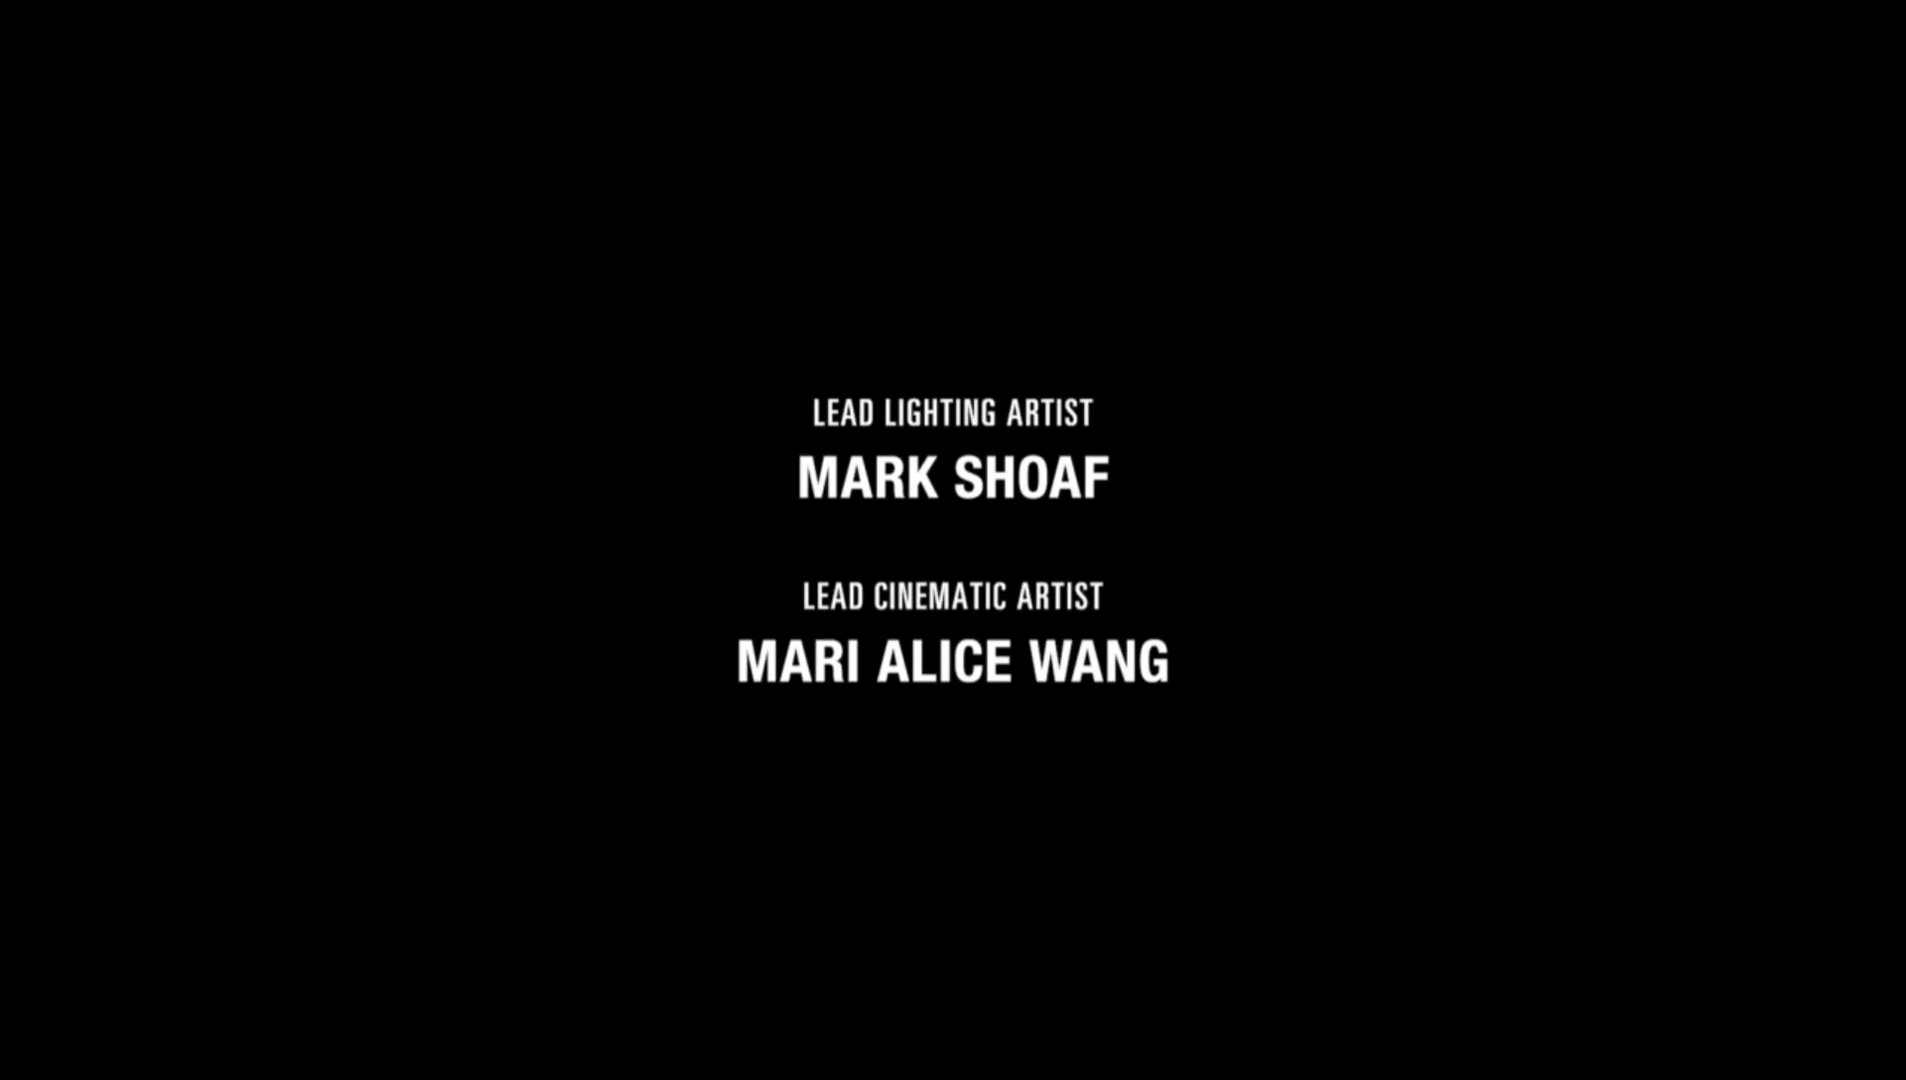 LEAD LIGHTING ARTIST
MARK SHOAF
LEAD CINEMATIC ARTIST
MARI ALICE WANG